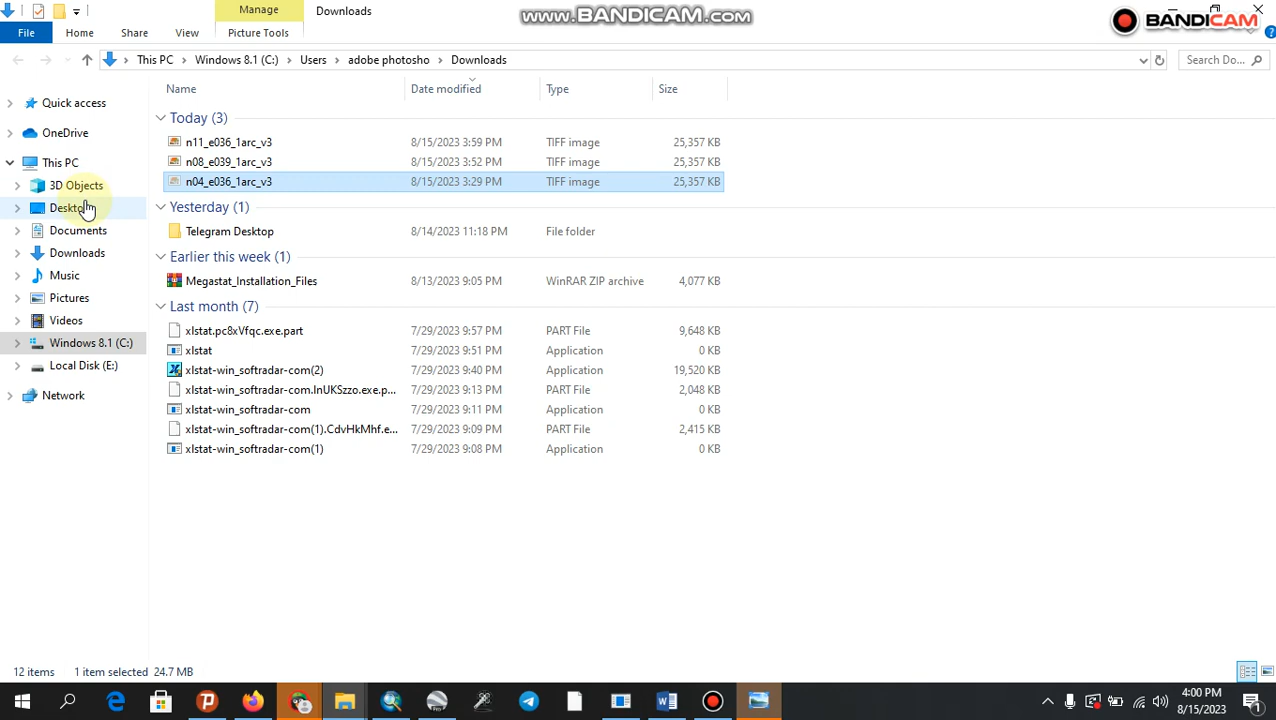 Manage
Downloads
www.BANDICAM.com
BANDICAM
File
Home
Share
View
Picture Tools
This PC
Windows 8.1 (C:)
Users
adobe photosho
Downloads
Search Do...
Quick access
OneDrive
This PC
3D Objects
Desktop
Documents
Downloads
Music
Pictures
Videos
Windows 8.1 (C:)
Local Disk (E:)
Network
Name Date modified Type Size
Today (3)
n11_e036_1arc_v3 8/15/2023 3:59 PM TIFF image 25,357 KB
n08_e039_1arc_v3 8/15/2023 3:52 PM TIFF image 25,357 KB
n04_e036_1arc_v3 8/15/2023 3:29 PM TIFF image 25,357 KB
Yesterday (1)
Telegram Desktop 8/14/2023 11:18 PM File folder
Earlier this week (1)
Megastat_Installation_Files 8/13/2023 9:05 PM WinRAR ZIP archive 4,077 KB
Last month (7)
xlstat.pc8xVfqc.exe.part 7/29/2023 9:57 PM PART File 9,648 KB
xlstat 7/29/2023 9:51 PM Application 0 KB
xlstat-win_softradar-com(2) 7/29/2023 9:40 PM Application 19,520 KB
xlstat-win_softradar-com.lnUKSzzo.exe.p... 7/29/2023 9:13 PM PART File 2,048 KB
xlstat-win_softradar-com 7/29/2023 9:11 PM Application 0 KB
xlstat-win_softradar-com(1).CdvHkMhf.e... 7/29/2023 9:09 PM PART File 2,415 KB
xlstat-win_softradar-com(1) 7/29/2023 9:08 PM Application 0 KB
12 items 1 item selected 24.7 MB
4:00 PM
8/15/2023